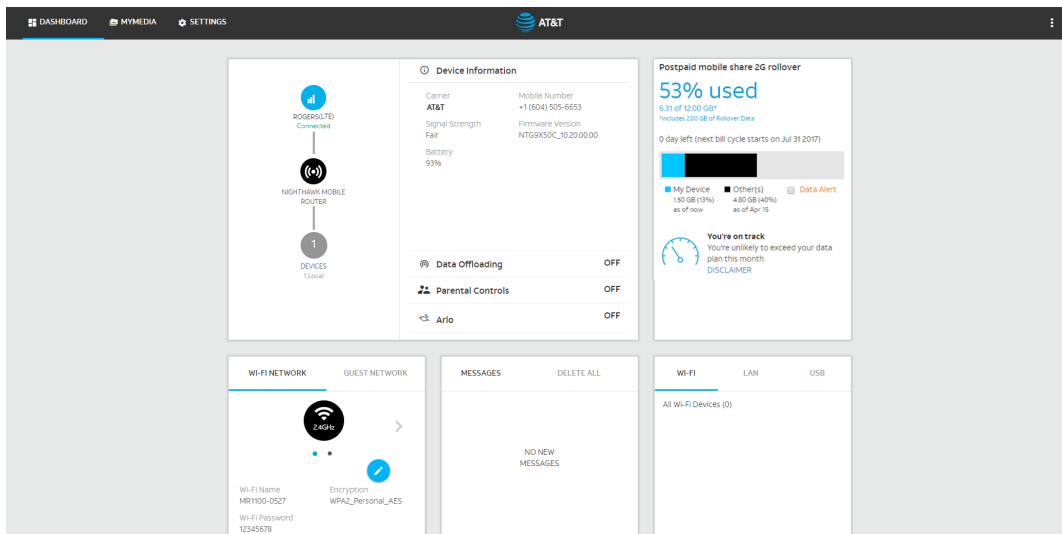 DASHBOARD MYMEDIA SETTINGS AT&T
ROGERS(LTE)
Connected
NIGHTHAWK MOBILE
ROUTER
1
DEVICES
1 Local
Device Information
Carrier Mobile Number
AT&T +1 (604) 505-6653
Signal Strength Firmware Version
Fair NTG9X50C_10.20.00.00
Battery
93%
Data Offloading OFF
Parental Controls OFF
Arlo OFF
Postpaid mobile share 2G rollover
53% used
6.31 of 12.00 GB*
*Includes 2.00 GB of Rollover Data
0 day left (next bill cycle starts on Jul 31 2017)
My Device Other(s) Data Alert
1.50 GB (13%) 4.80 GB (40%)
as of now as of Apr 15
You're on track
You're unlikely to exceed your data
plan this month.
DISCLAIMER
WI-FI NETWORK GUEST NETWORK
2.4GHz
Wi-Fi Name Encryption
MR1100-0527 WPA2_Personal_AES
Wi-Fi Password
12345678
MESSAGES DELETE ALL
NO NEW
MESSAGES
WI-FI LAN USB
All Wi-Fi Devices (0)